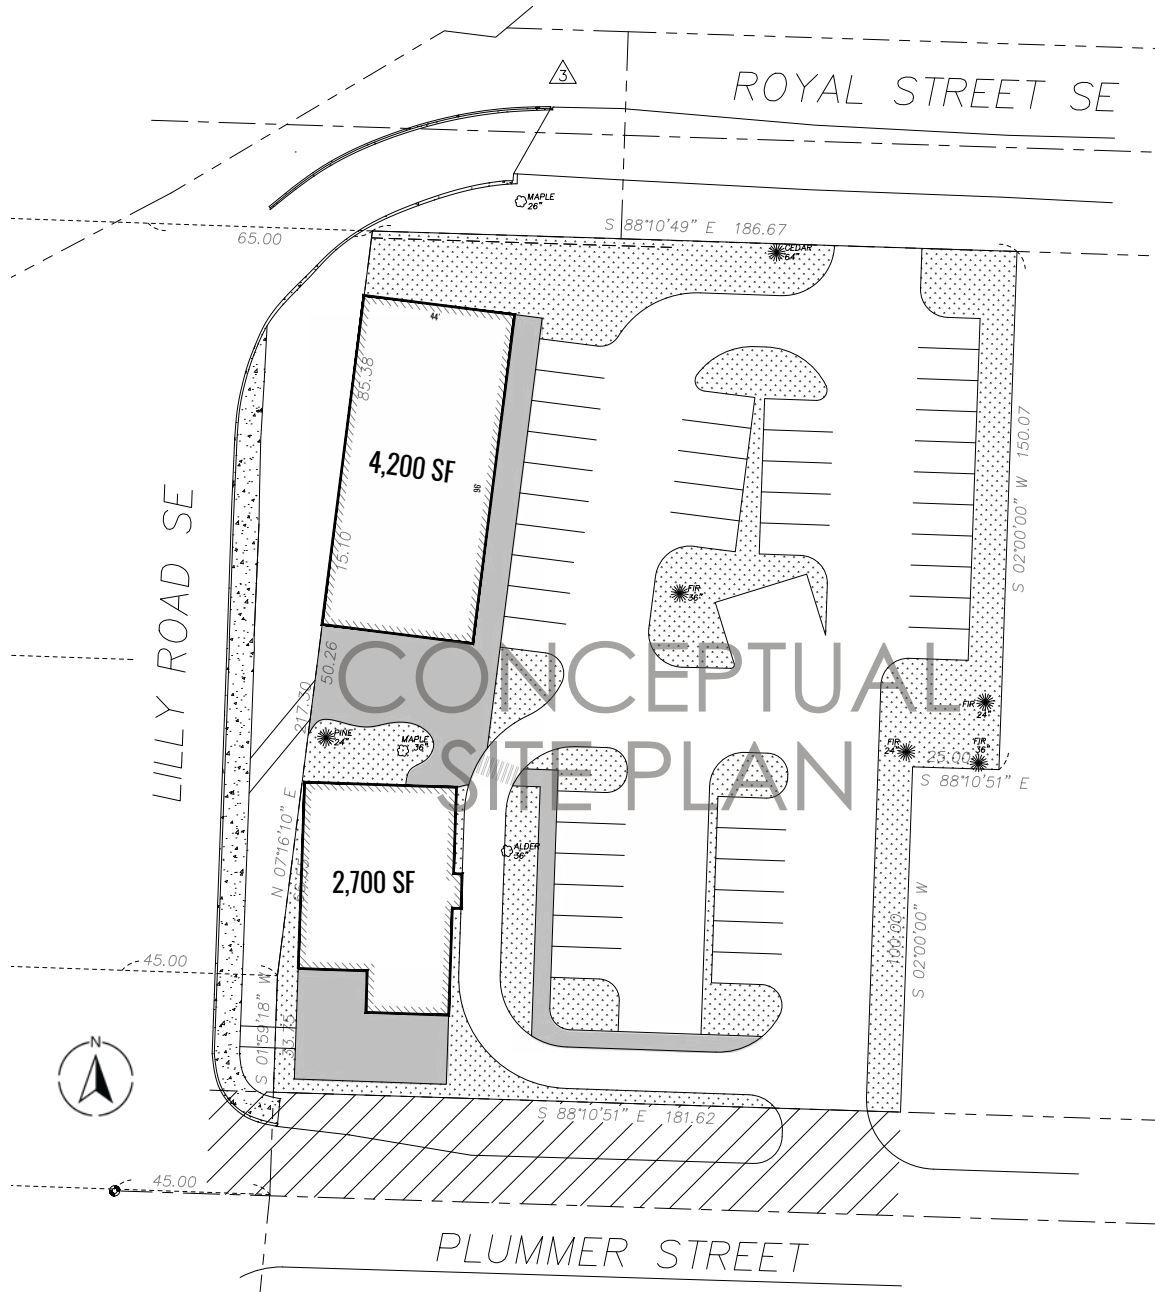 3
ROYAL STREET SE
MAPLE
26"
S 88°10'49" E 186.67
65.00
CEDAR
64"
44'
85.38
4,200 SF
96'
S 02°00'00" W 150.07
LILLY ROAD SE
15.10
FIR
36"
CONCEPTUAL
SITE PLAN
50.26
217.30
PINE
24"
MAPLE
36"
FIR
24"
FIR
24"
FIR
36"
25.00
S 88°10'51" E
N 07°16'10" E
ALDER
36"
2,700 SF
100.00
S 02°00'00" W
45.00
S 01°59'18" W
33.75
N
S 88°10'51" E 181.62
45.00
PLUMMER STREET